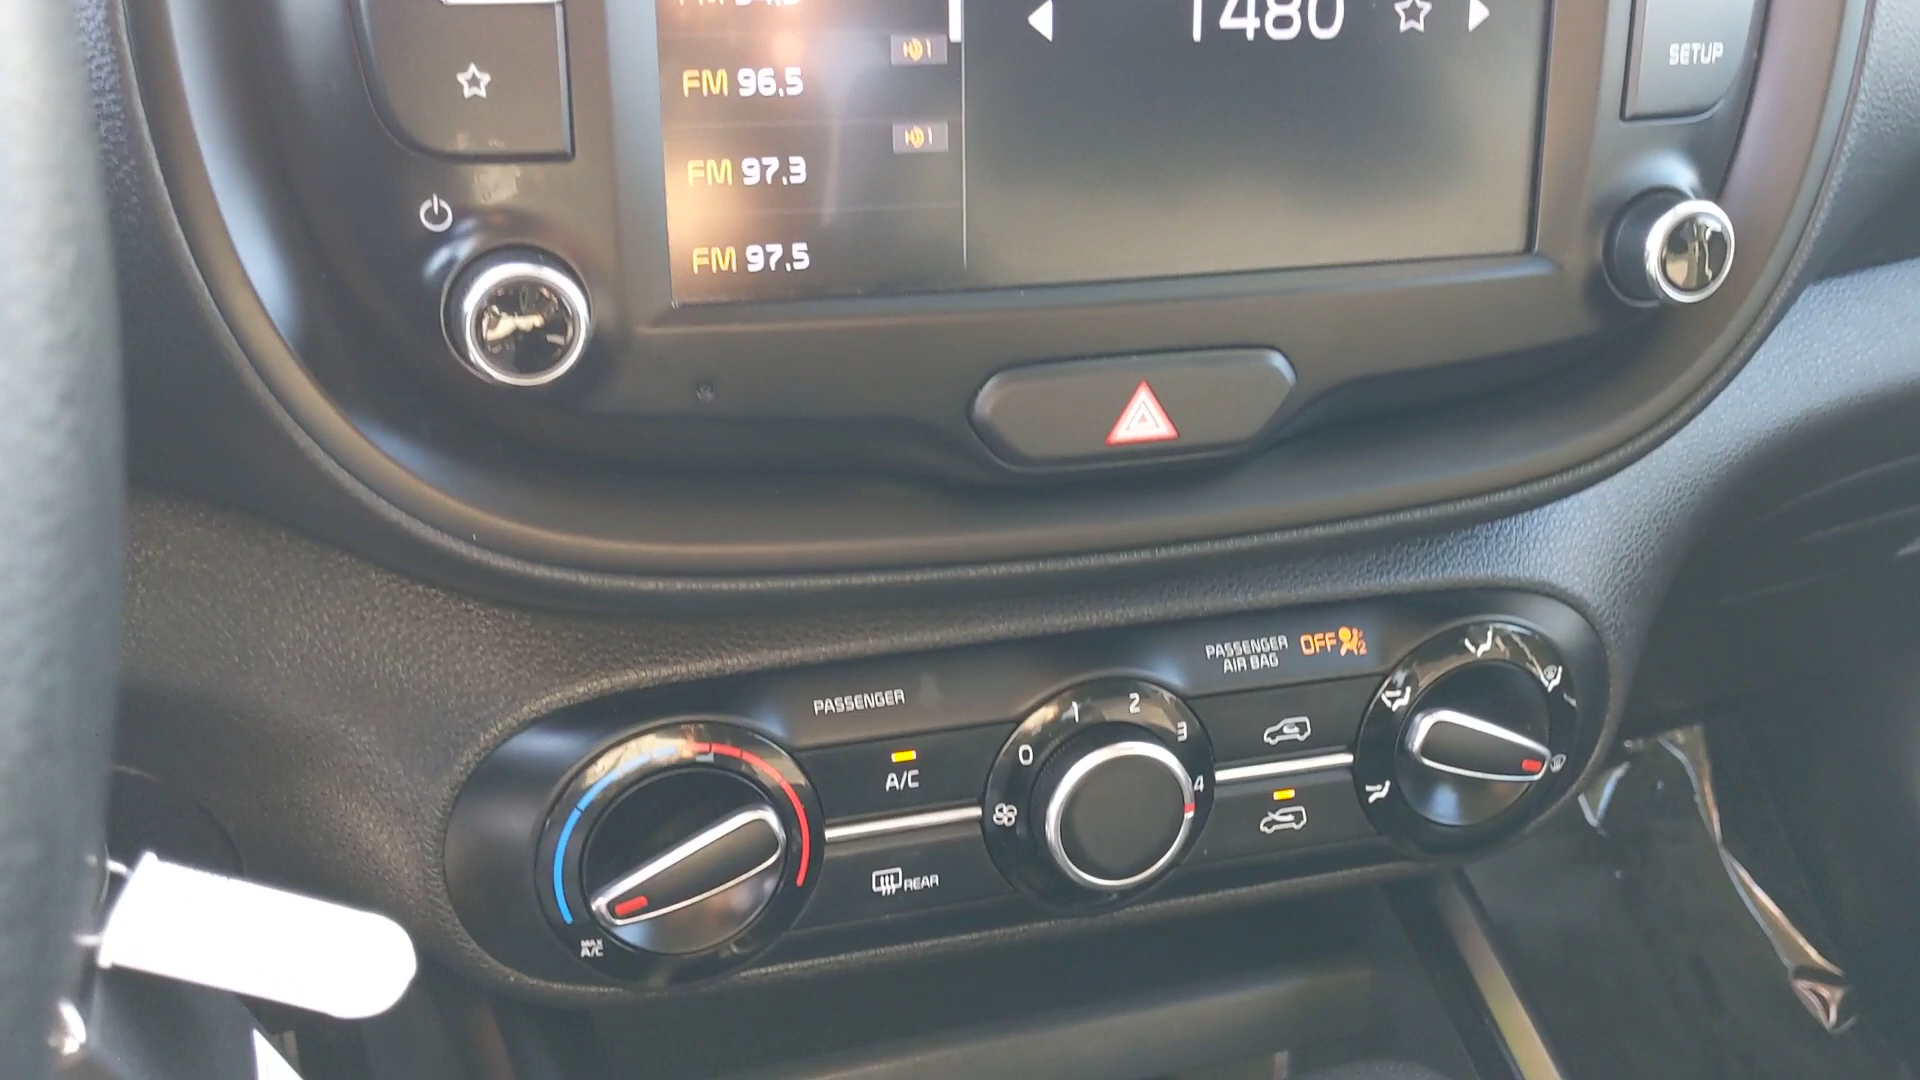 1480
SETUP
FM 96.5
FM 97.3
FM 97.5
PASSENGER
AIR BAG
OFF
2
PASSENGER
0 1 2 3 4
A/C
REAR
MAX
A/C